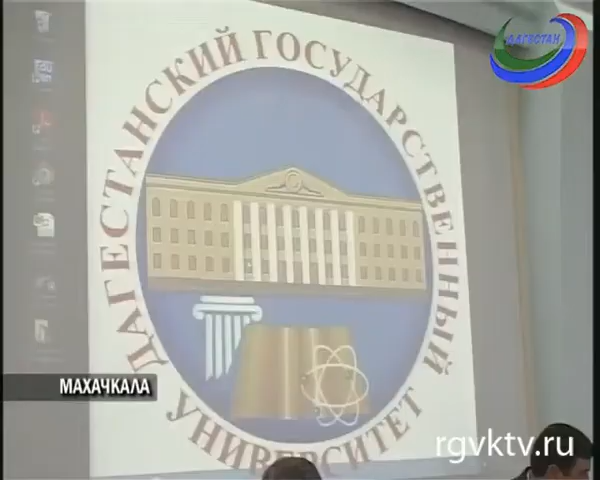 ДАГЕСТАН
ДАГЕСТАНСКИЙ ГОСУДАРСТВЕННЫЙ
УНИВЕРСИТЕТ
МАХАЧКАЛА
rgvktv.ru